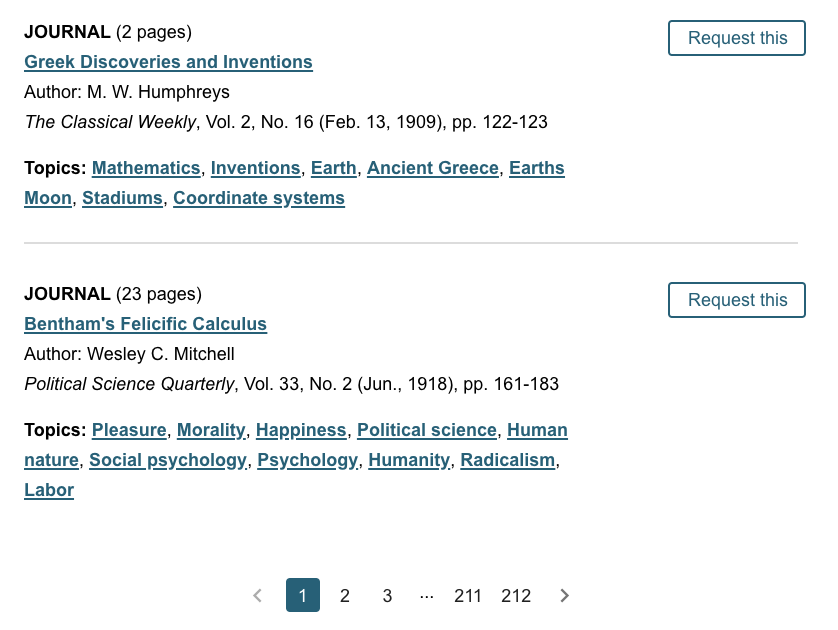 JOURNAL (2 pages)
Request this
Greek Discoveries and Inventions
Author: M. W. Humphreys
The Classical Weekly, Vol. 2, No. 16 (Feb. 13, 1909), pp. 122-123
Topics: Mathematics, Inventions, Earth, Ancient Greece, Earths
Moon, Stadiums, Coordinate systems
JOURNAL (23 pages)
Request this
Bentham's Felicific Calculus
Author: Wesley C. Mitchell
Political Science Quarterly, Vol. 33, No. 2 (Jun., 1918), pp. 161-183
Topics: Pleasure, Morality, Happiness, Political science, Human
nature, Social psychology, Psychology, Humanity, Radicalism,
Labor
1 2 3 ... 211 212